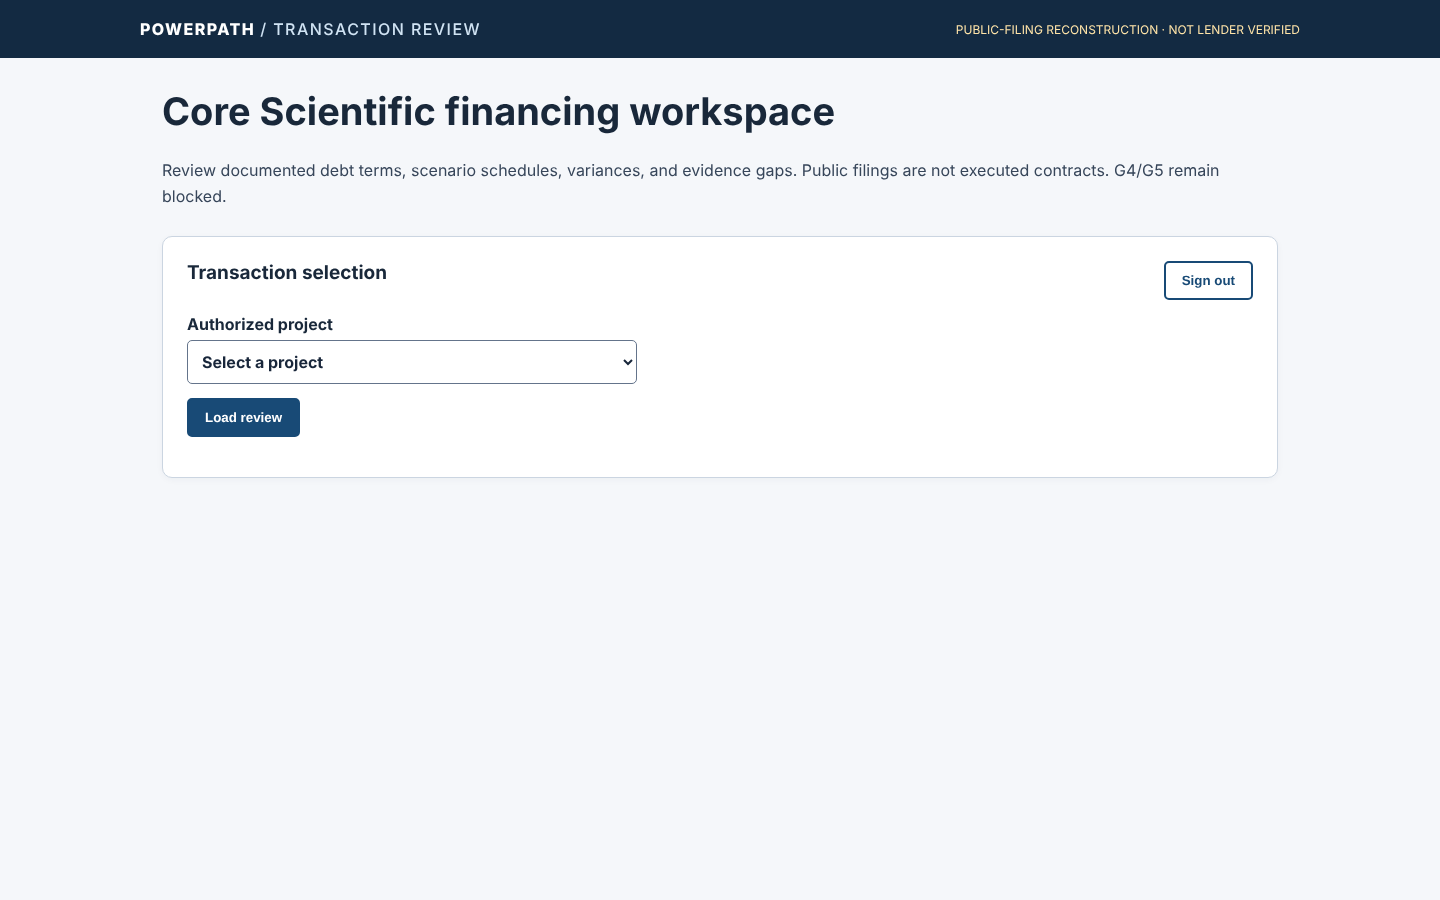 POWERPATH / TRANSACTION REVIEW
PUBLIC-FILING RECONSTRUCTION · NOT LENDER VERIFIED
Core Scientific financing workspace
Review documented debt terms, scenario schedules, variances, and evidence gaps. Public filings are not executed contracts. G4/G5 remain
blocked.
Transaction selection
Sign out
Authorized project
Select a project
Load review